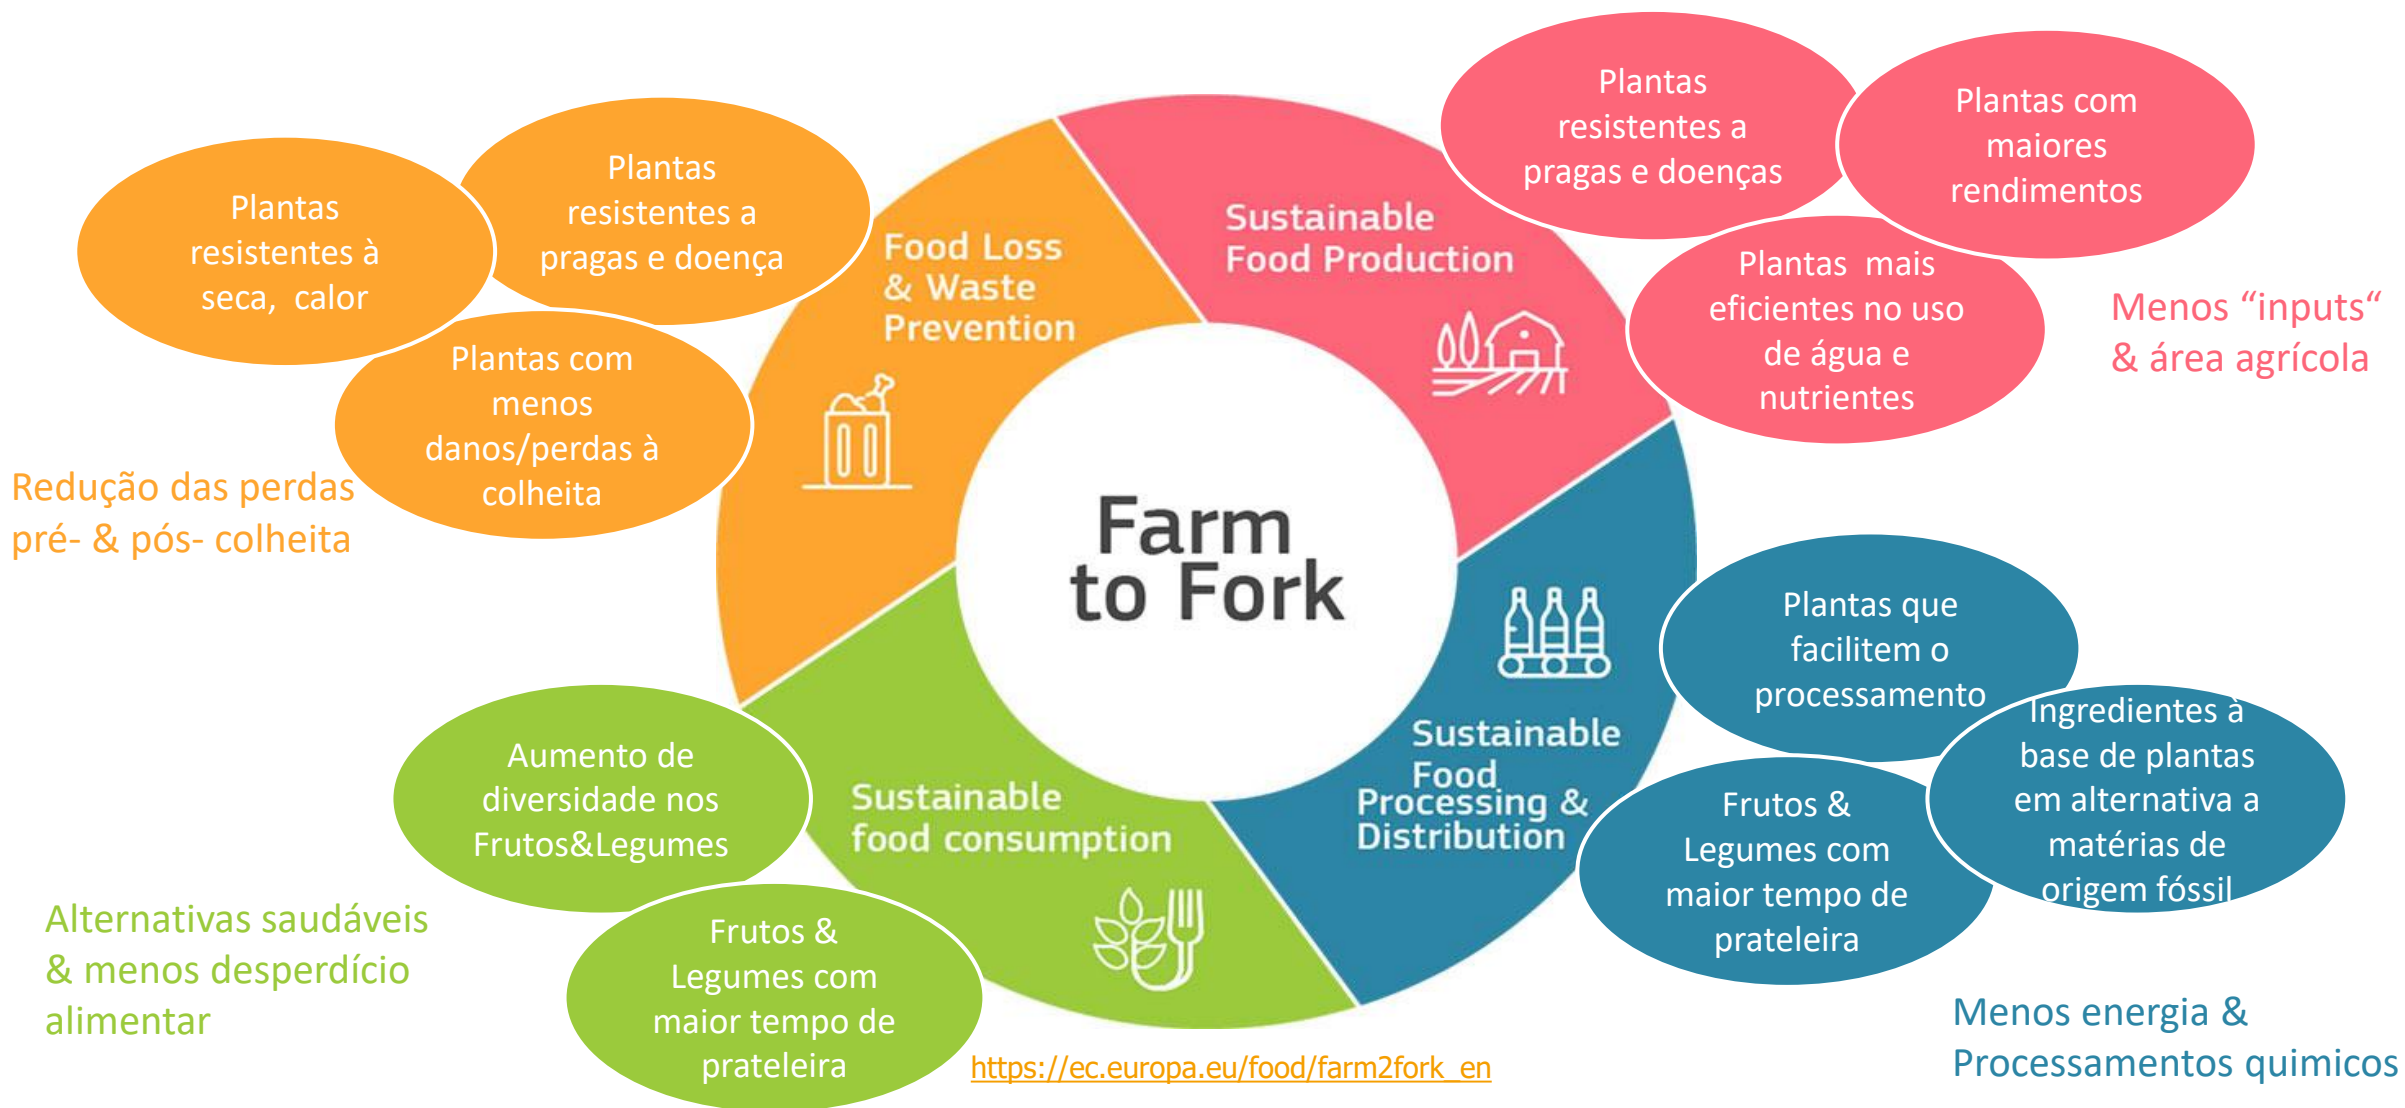 Plantas
resistentes à
seca, calor
Plantas
resistentes a
pragas e doença
Plantas com
menos
danos/perdas à
colheita
Redução das perdas
pré- & pós- colheita
Food Loss
& Waste
Prevention
Sustainable
Food Production
Plantas
resistentes a
pragas e doenças
Plantas com
maiores
rendimentos
Plantas mais
eficientes no uso
de água e
nutrientes
Menos “inputs“
& área agrícola
Farm
to Fork
Plantas que
facilitem o
processamento
Ingredientes à
base de plantas
em alternativa a
matérias de
origem fóssil
Frutos &
Legumes com
maior tempo de
prateleira
Sustainable
Food
Processing &
Distribution
Menos energia &
Processamentos quimicos
Sustainable
food consumption
Aumento de
diversidade nos
Frutos&Legumes
Frutos &
Legumes com
maior tempo de
prateleira
Alternativas saudáveis
& menos desperdício
alimentar
https://ec.europa.eu/food/farm2fork_en